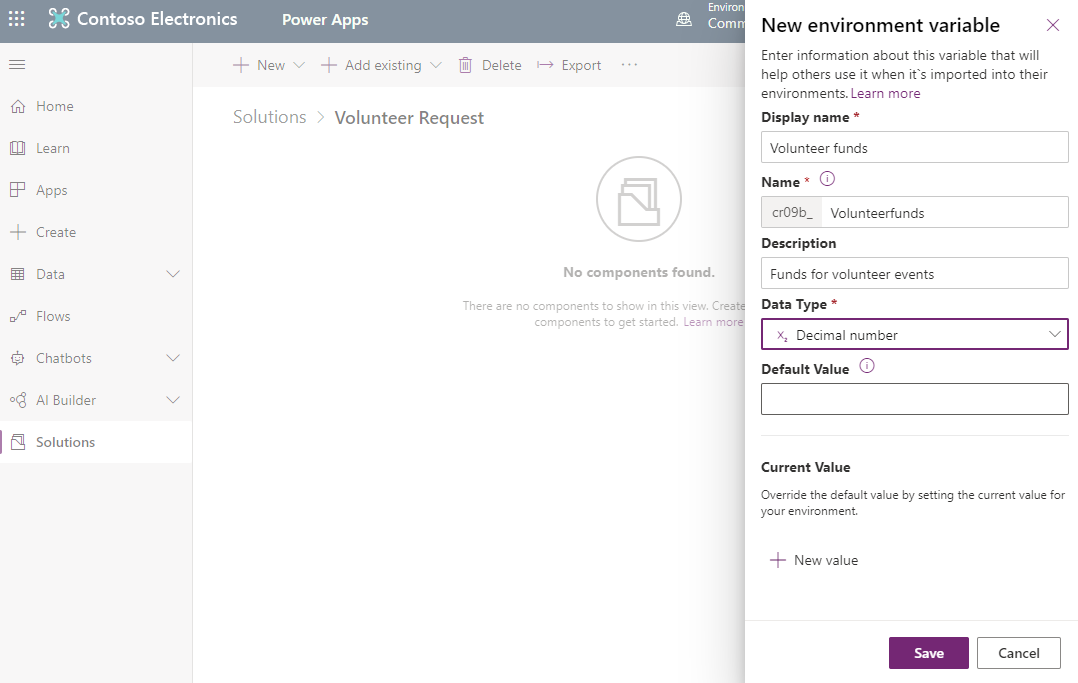 Contoso Electronics
Power Apps
Environ
Comm
New
Add existing
Delete
Export
···
Home
Learn
Apps
Create
Data
Flows
Chatbots
AI Builder
Solutions
Solutions > Volunteer Request
No components found.
There are no components to show in this view. Create
components to get started. Learn more
New environment variable
Enter information about this variable that will
help others use it when it`s imported into their
environments. Learn more
Display name *
Volunteer funds
Name *
cr09b_ Volunteerfunds
Description
Funds for volunteer events
Data Type *
X₂ Decimal number
Default Value
Current Value
Override the default value by setting the current value for
your environment.
New value
Save
Cancel